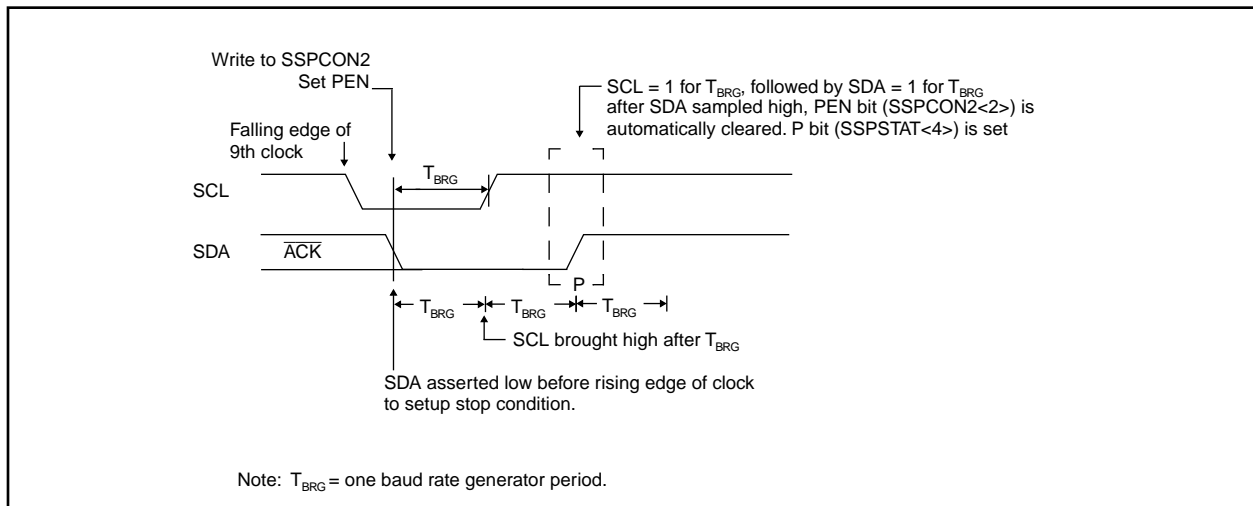 Write to SSPCON2
Set PEN
SCL = 1 for TBRG, followed by SDA = 1 for TBRG
after SDA sampled high, PEN bit (SSPCON2<2>) is
automatically cleared. P bit (SSPSTAT<4>) is set
Falling edge of
9th clock
TBRG
SCL
SDA
ACK
P
TBRG TBRG TBRG
SCL brought high after TBRG
SDA asserted low before rising edge of clock
to setup stop condition.
Note: TBRG = one baud rate generator period.